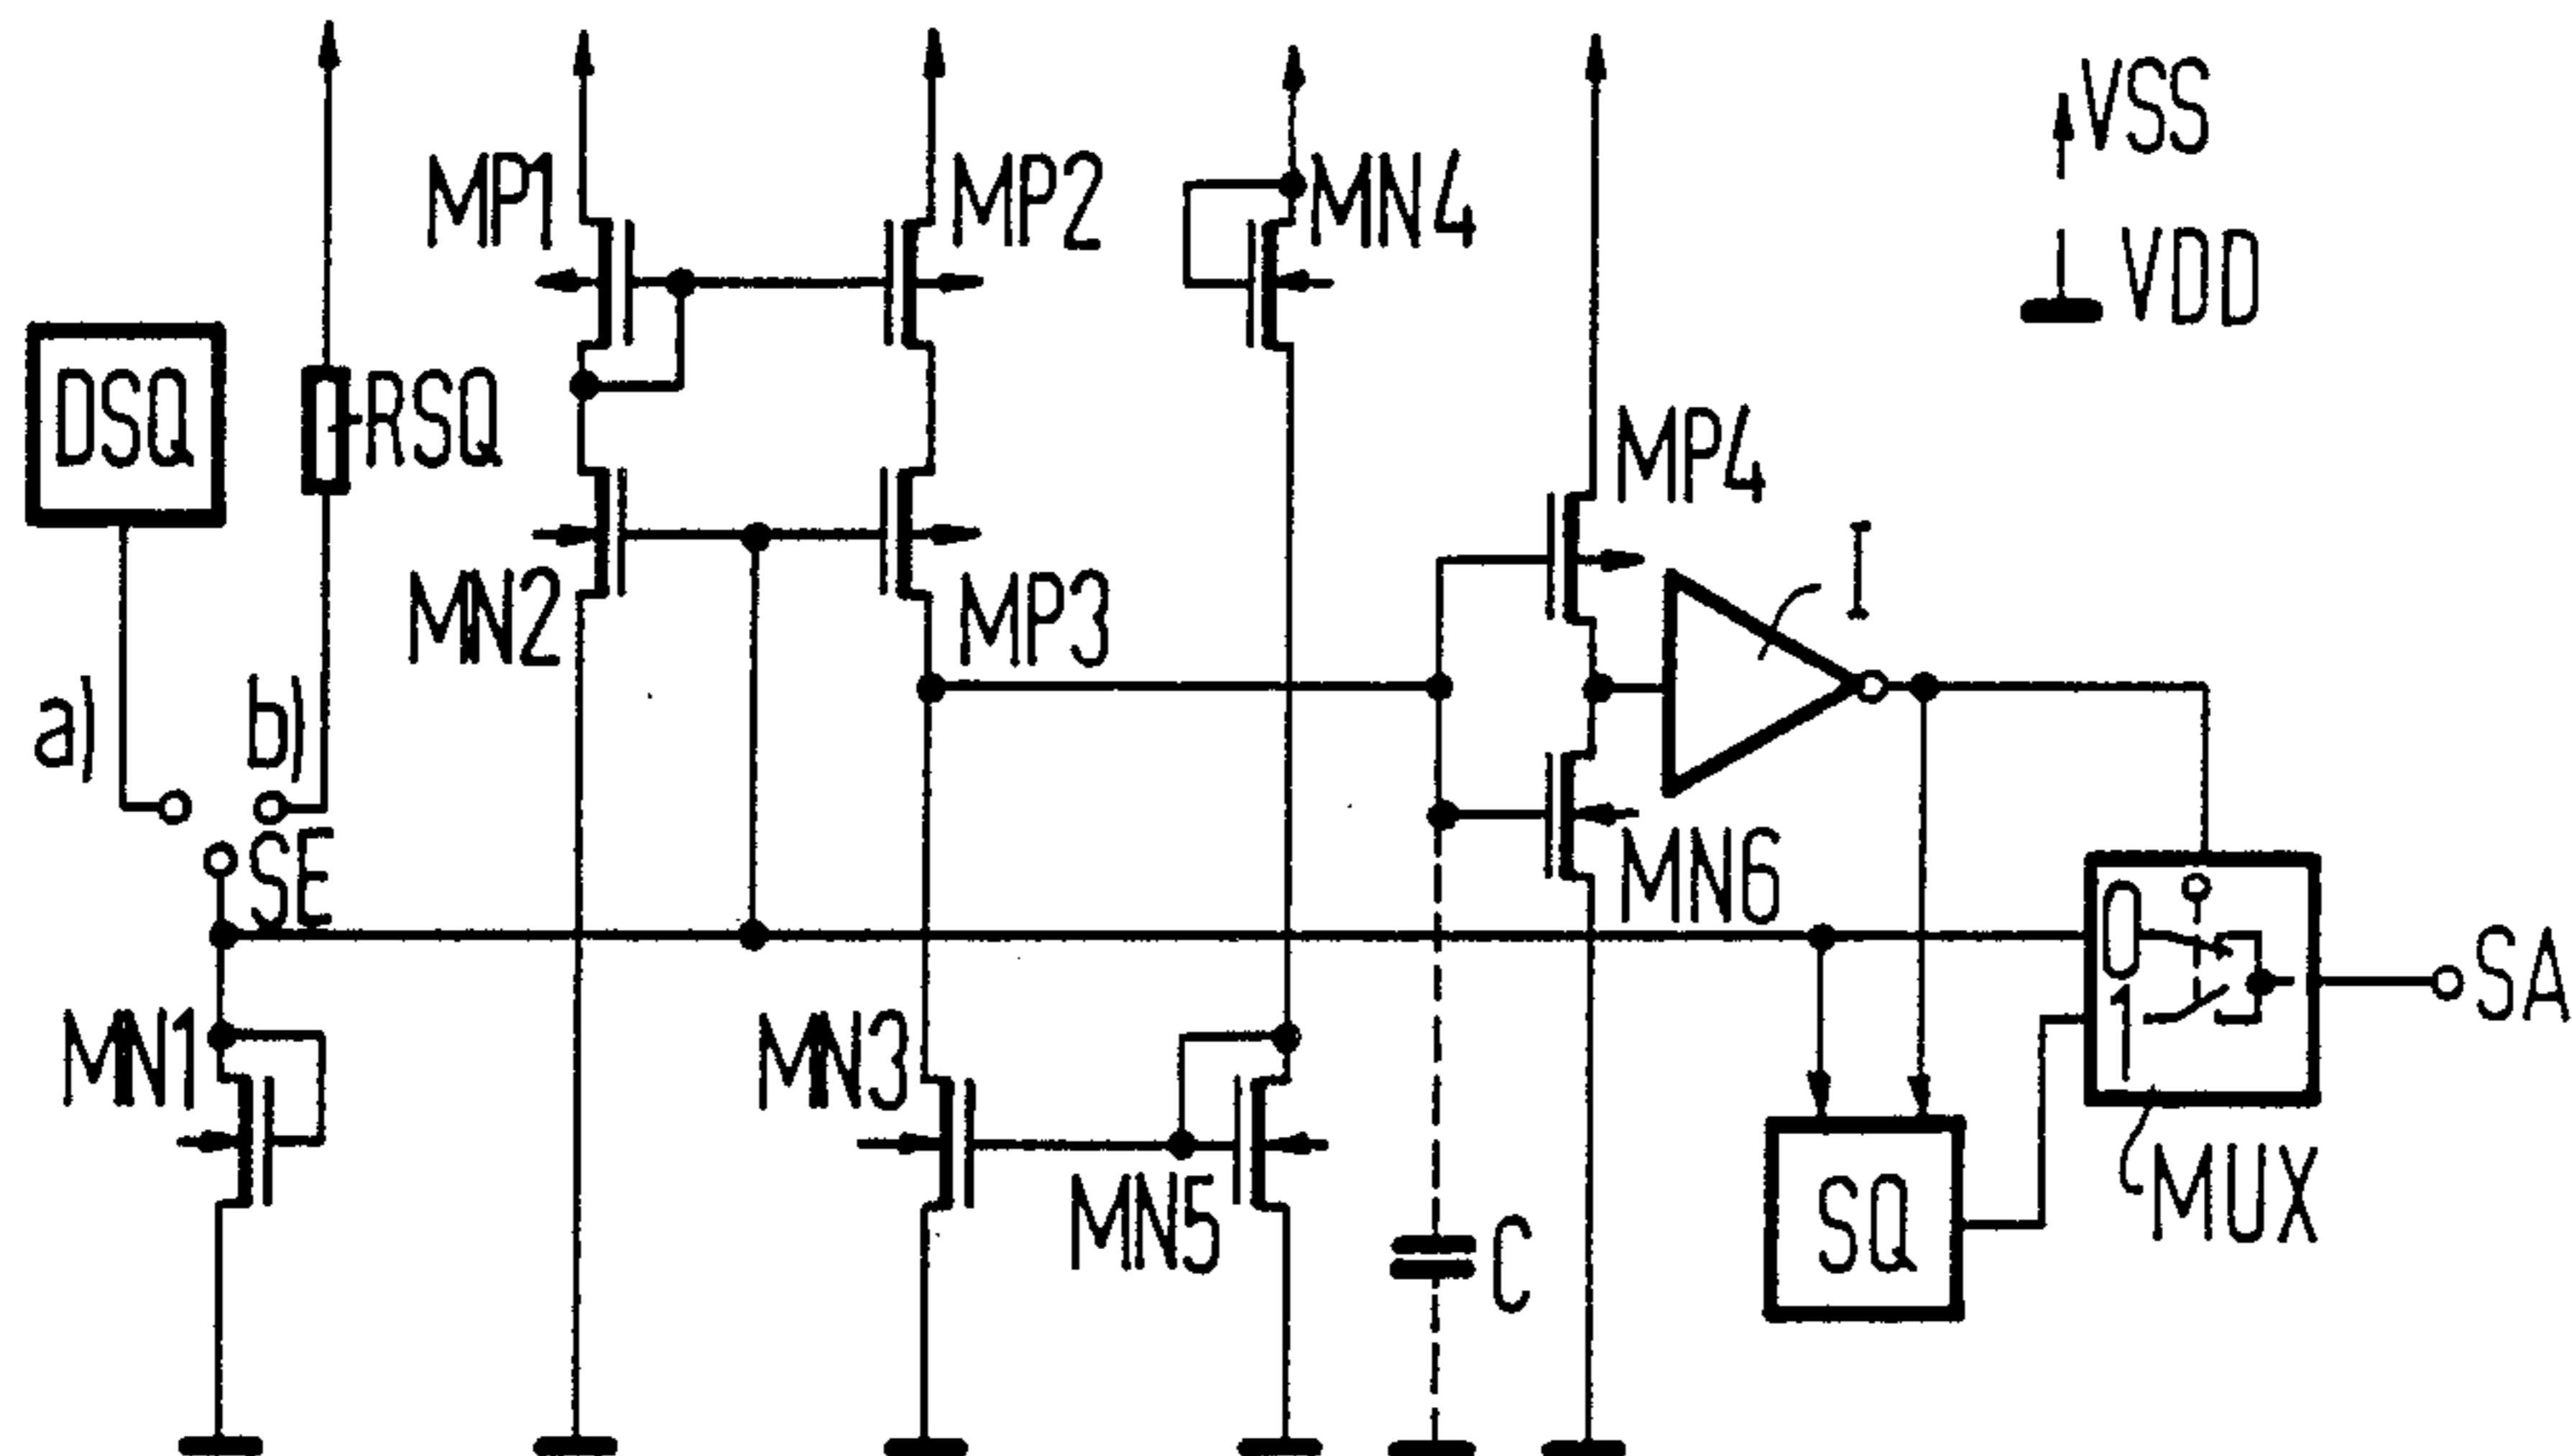 VSS
VDD
MP1
MP2
MN4
DSQ
RSQ
MP4
I
MN2
MP3
a)
b)
SE
MN6
0
1
SA
MN1
MN3
MN5
C
SQ
MUX